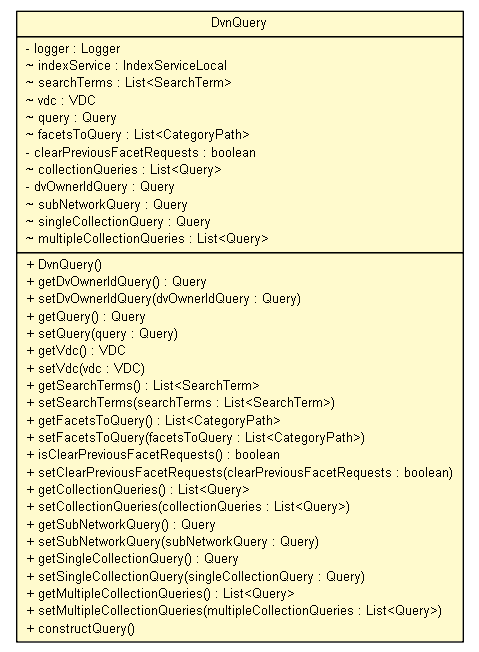 DvnQuery
- logger : Logger
~ indexService : IndexServiceLocal
~ searchTerms : List<SearchTerm>
~ vdc : VDC
~ query : Query
~ facetsToQuery : List<CategoryPath>
- clearPreviousFacetRequests : boolean
~ collectionQueries : List<Query>
- dvOwnerIdQuery : Query
~ subNetworkQuery : Query
~ singleCollectionQuery : Query
~ multipleCollectionQueries : List<Query>
+ DvnQuery()
+ getDvOwnerIdQuery() : Query
+ setDvOwnerIdQuery(dvOwnerIdQuery : Query)
+ getQuery() : Query
+ setQuery(query : Query)
+ getVdc() : VDC
+ setVdc(vdc : VDC)
+ getSearchTerms() : List<SearchTerm>
+ setSearchTerms(searchTerms : List<SearchTerm>)
+ getFacetsToQuery() : List<CategoryPath>
+ setFacetsToQuery(facetsToQuery : List<CategoryPath>)
+ isClearPreviousFacetRequests() : boolean
+ setClearPreviousFacetRequests(clearPreviousFacetRequests : boolean)
+ getCollectionQueries() : List<Query>
+ setCollectionQueries(collectionQueries : List<Query>)
+ getSubNetworkQuery() : Query
+ setSubNetworkQuery(subNetworkQuery : Query)
+ getSingleCollectionQuery() : Query
+ setSingleCollectionQuery(singleCollectionQuery : Query)
+ getMultipleCollectionQueries() : List<Query>
+ setMultipleCollectionQueries(multipleCollectionQueries : List<Query>)
+ constructQuery()